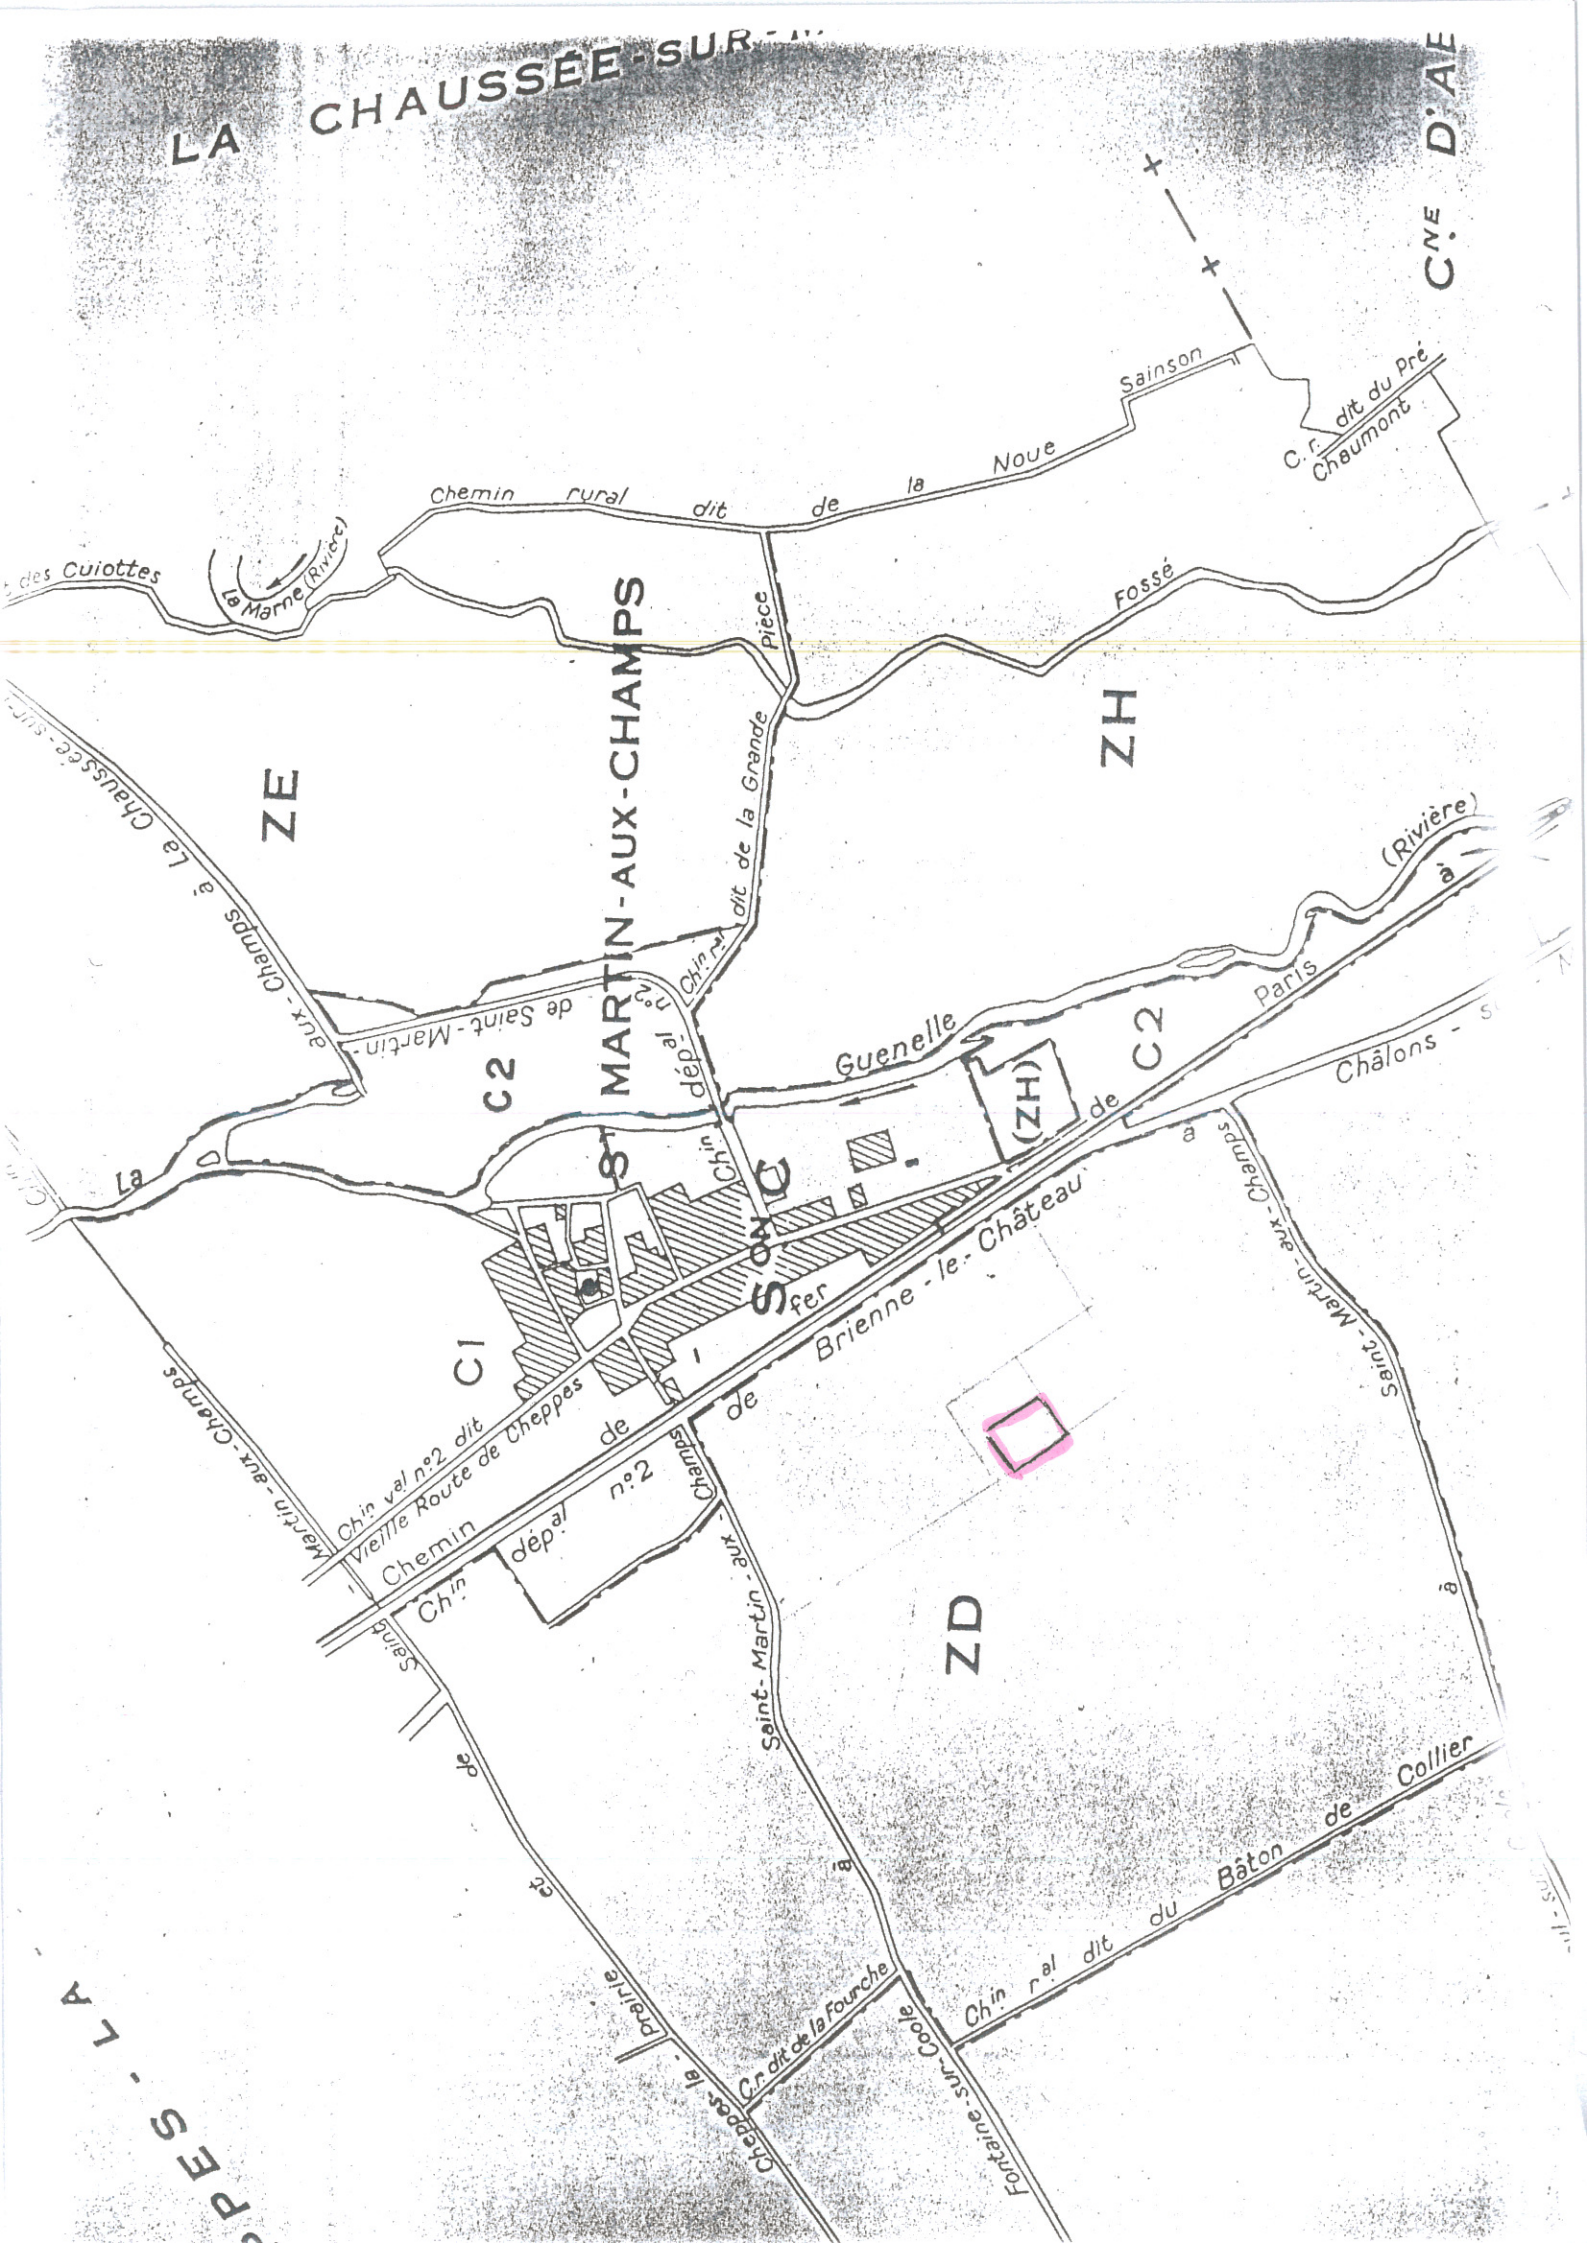 LA CHAUSSÉE-SUR-
CNE. D'AE
Sainson
C.r. dit du Pré
Chaumont
Chemin rural dit de la Noue
des Cuiottes
La Marne (Rivière)
Pièce
Fossé
ST MARTIN-AUX-CHAMPS
ZE
ZH
aux-Champs à La Chaussée-sur-
Chin rl dit de la Grande
(Rivière)
de Saint-Martin-
dépal n°2
Chin
C2
Guenelle
C2
Paris à
(ZH)
de
Châlons - s
La
Son C
à
Saint-Martin-aux-Champs
fer
Brienne-le-Château
C1
Martin-aux-Champs
Chin val n°2 dit
Vieille Route de Cheppes
de
de
Chemin
Chin dépal n°2
Saint-Martin-aux-Champs
Saint
ZD
à
de
à
Chin ral dit du Bâton de Collier
et
Prairie
C.r. dit de la Fourche
Cheppes-la-
Fontaine-sur-Coole
PES-LA-